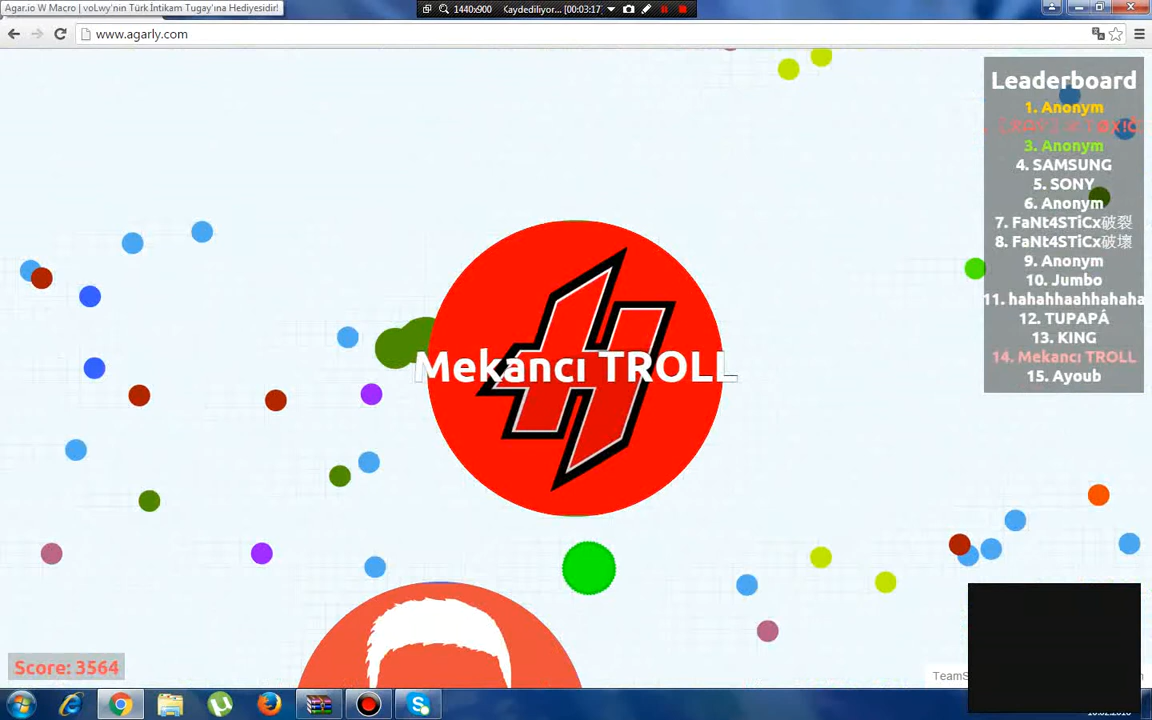 Agar.io W Macro | voLwy'nin Türk İntikam Tugay'ına Hediyesidir!
1440x900
Kaydediliyor... [00:03:17]
www.agarly.com
Leaderboard
1. Anonym
3. Anonym
4. SAMSUNG
5. SONY
6. Anonym
7. FaNt4STiCx破裂
8. FaNt4STiCx破壞
9. Anonym
10. Jumbo
11. hahahhaahhahaha
12. TUPAPÁ
13. KING
14. Mekancı TROLL
15. Ayoub
Mekancı TROLL
Score: 3564
TeamS